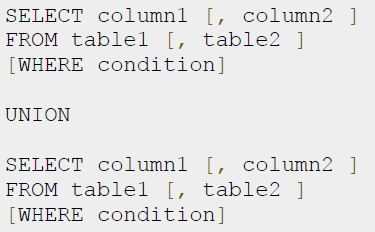 SELECT column1 [, column2 ]
FROM table1 [, table2 ]
[WHERE condition]
UNION
SELECT column1 [, column2 ]
FROM table1 [, table2 ]
[WHERE condition]